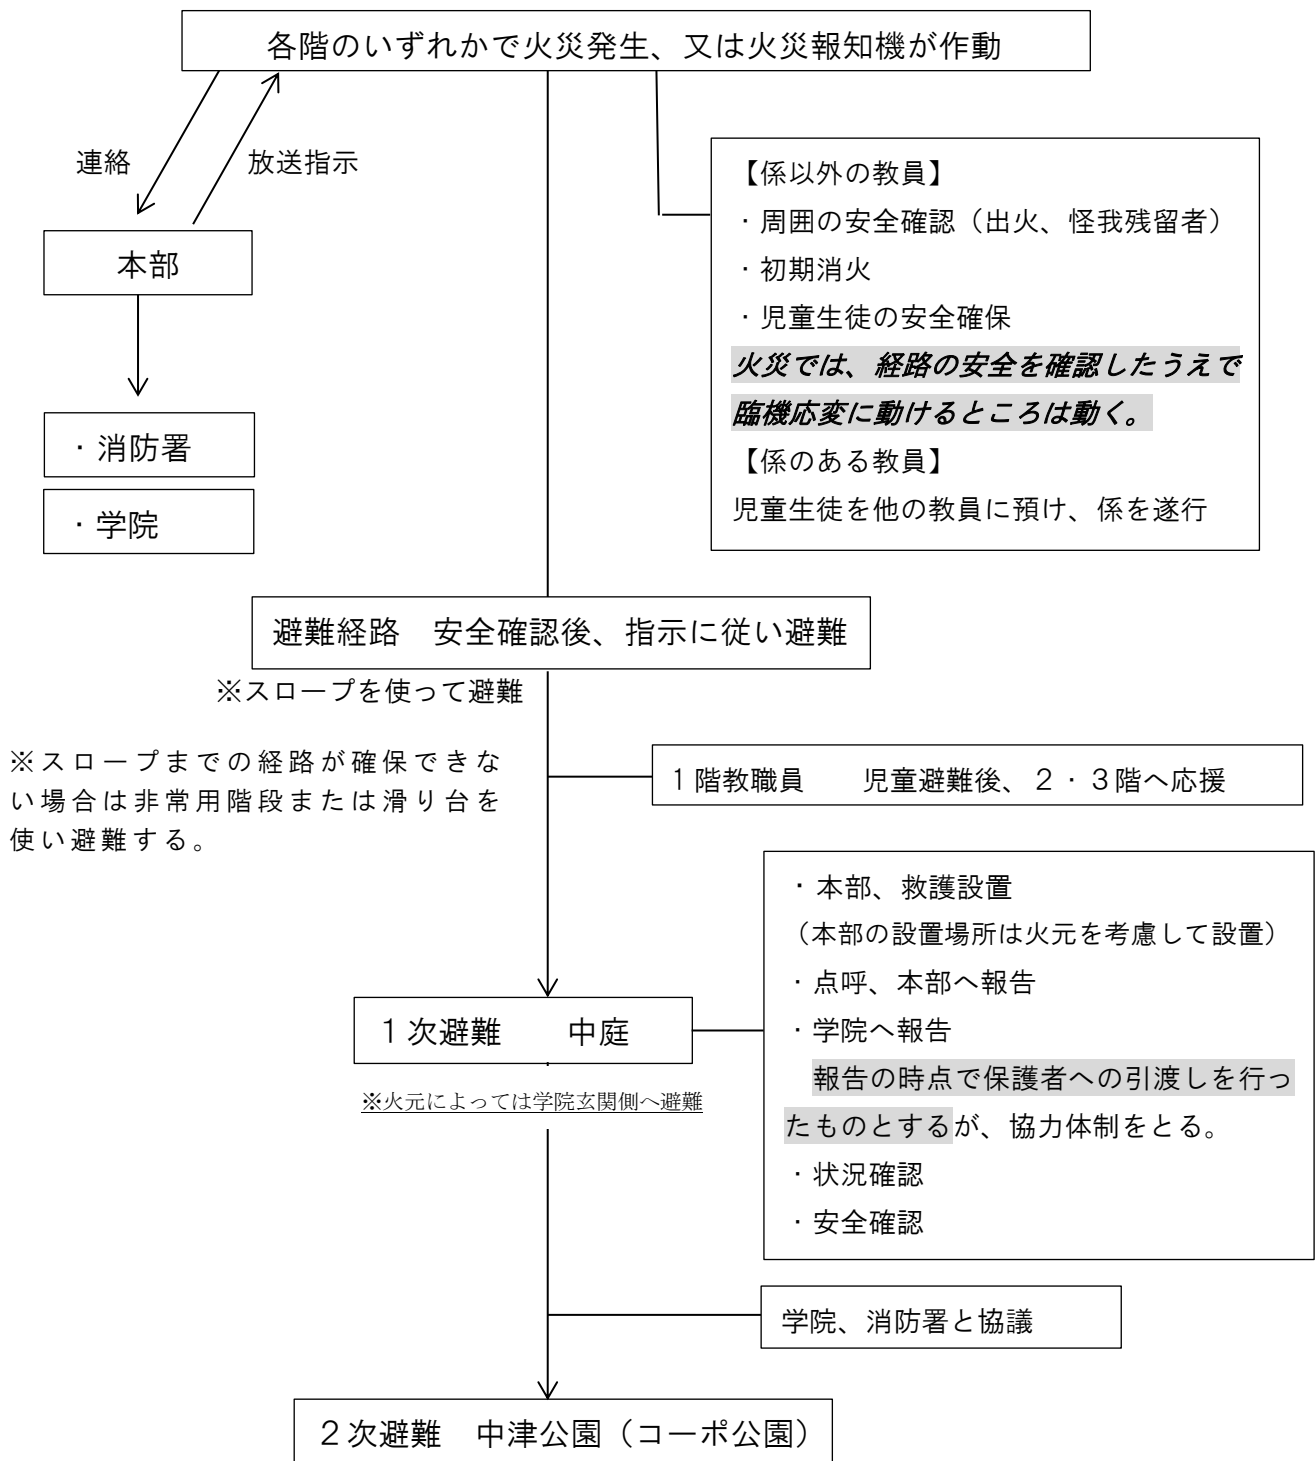 各階のいずれかで火災発生、又は火災報知機が作動
連絡
放送指示
本部
・消防署
・学院
【係以外の教員】
・周囲の安全確認（出火、怪我残留者）
・初期消火
・児童生徒の安全確保
火災では、経路の安全を確認したうえで
臨機応変に動けるところは動く。
【係のある教員】
児童生徒を他の教員に預け、係を遂行
避難経路　安全確認後、指示に従い避難
※スロープを使って避難
※スロープまでの経路が確保できな
い場合は非常用階段または滑り台を
使い避難する。
１階教職員　　児童避難後、２・３階へ応援
・本部、救護設置
（本部の設置場所は火元を考慮して設置）
・点呼、本部へ報告
・学院へ報告
報告の時点で保護者への引渡しを行っ
たものとするが、協力体制をとる。
・状況確認
・安全確認
１次避難　　中庭
※火元によっては学院玄関側へ避難
学院、消防署と協議
２次避難　中津公園（コーポ公園）